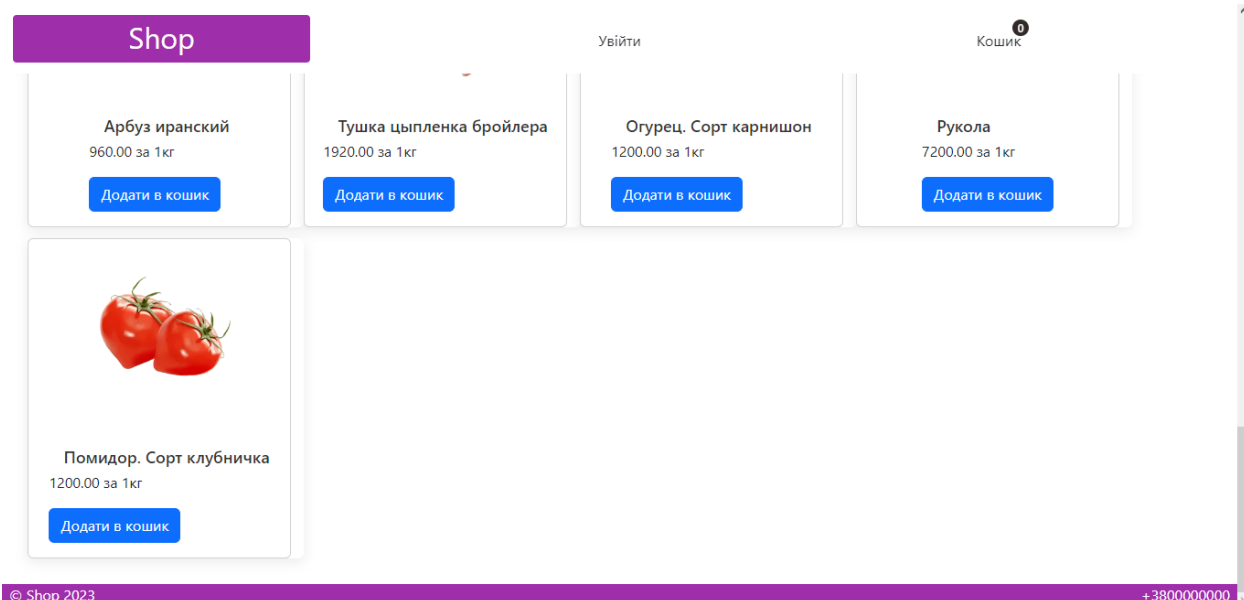 Shop
Увійти
Кошик
0
Арбуз иранский
960.00 за 1кг
Додати в кошик
Тушка цыпленка бройлера
1920.00 за 1кг
Додати в кошик
Огурец. Сорт карнишон
1200.00 за 1кг
Додати в кошик
Рукола
7200.00 за 1кг
Додати в кошик
Помидор. Сорт клубничка
1200.00 за 1кг
Додати в кошик
© Shop 2023
+3800000000